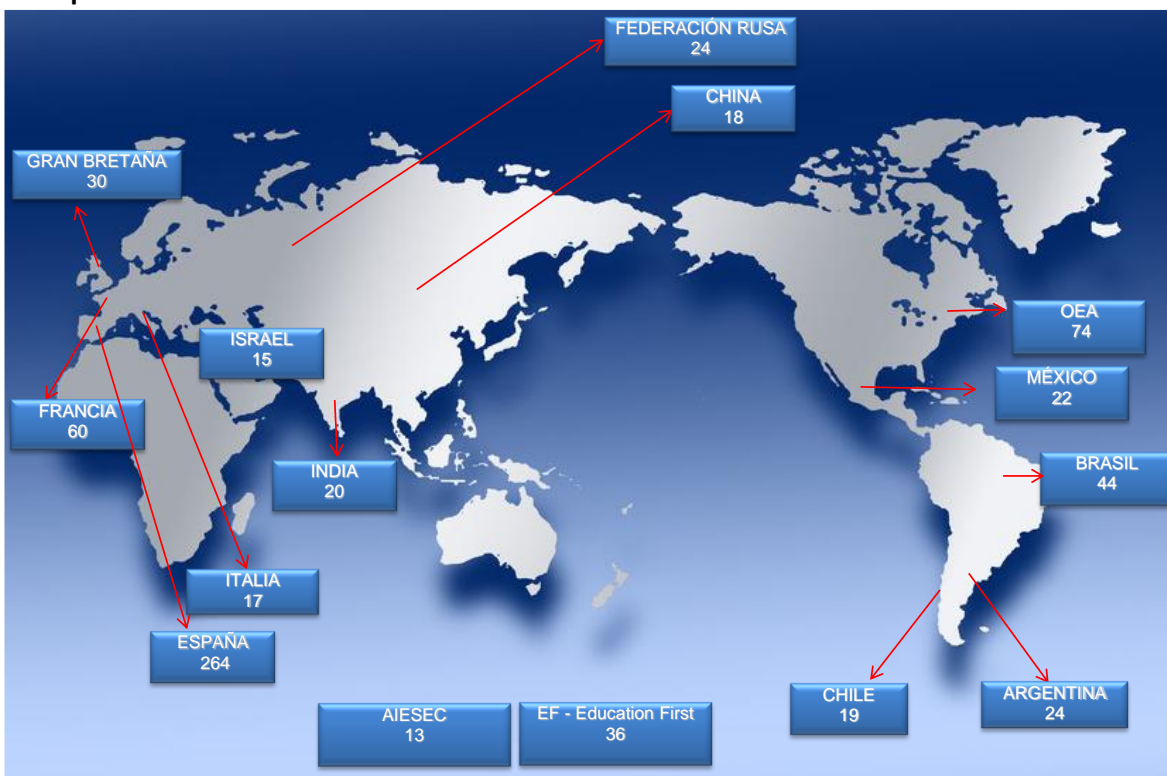 FEDERACIÓN RUSA
24
CHINA
18
GRAN BRETAÑA
30
OEA
74
ISRAEL
15
MÉXICO
22
FRANCIA
60
INDIA
20
BRASIL
44
ITALIA
17
ESPAÑA
264
CHILE
19
ARGENTINA
24
AIESEC
13
EF - Education First
36